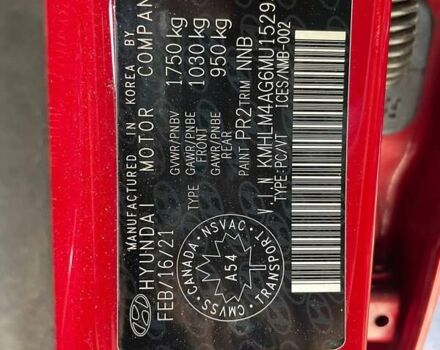 MANUFACTURED IN KOREA BY
HYUNDAI MOTOR COMPANY
FEB/16/21
GVWR/PNBV 1750 kg
TYPE GAWR/PNBE FRONT 1030 kg
GAWR/PNBE REAR 950 kg
PAINT PR2 TRIM NNB
V I N KMHLM4AG6MU1529
TYPE:PC/VT ICES/NMB-002
CANADA · NSVAC
A54
CMVSS TRANSPORT